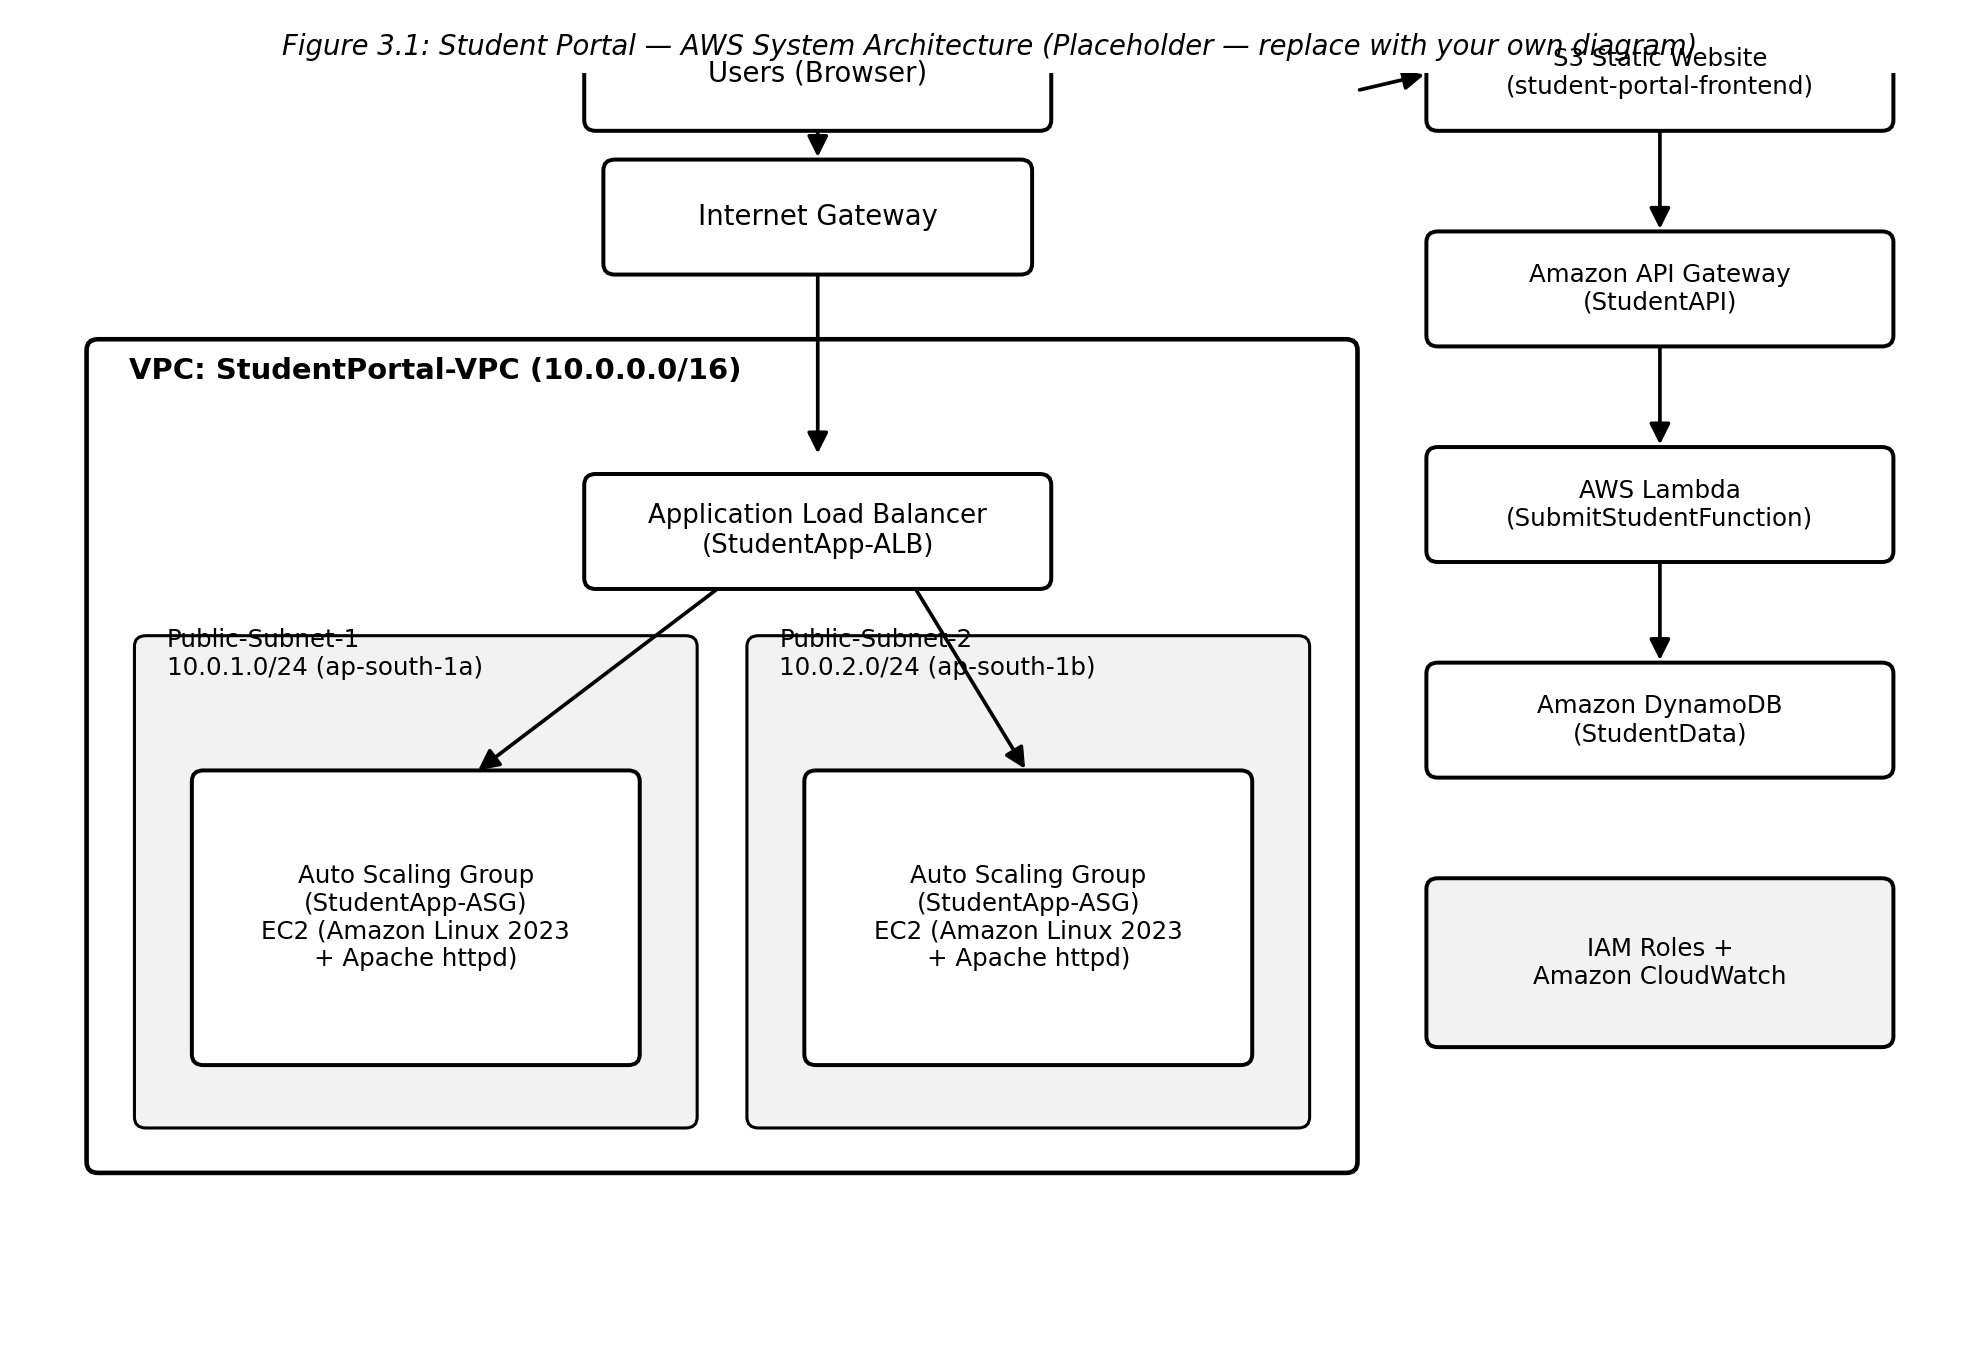 Figure 3.1: Student Portal — AWS System Architecture (Placeholder — replace with your own diagram)
Users (Browser)
S3 Static Website
(student-portal-frontend)
Internet Gateway
Amazon API Gateway
(StudentAPI)
VPC: StudentPortal-VPC (10.0.0.0/16)
Application Load Balancer
(StudentApp-ALB)
AWS Lambda
(SubmitStudentFunction)
Public-Subnet-1
10.0.1.0/24 (ap-south-1a)
Public-Subnet-2
10.0.2.0/24 (ap-south-1b)
Amazon DynamoDB
(StudentData)
Auto Scaling Group
(StudentApp-ASG)
EC2 (Amazon Linux 2023
+ Apache httpd)
Auto Scaling Group
(StudentApp-ASG)
EC2 (Amazon Linux 2023
+ Apache httpd)
IAM Roles +
Amazon CloudWatch